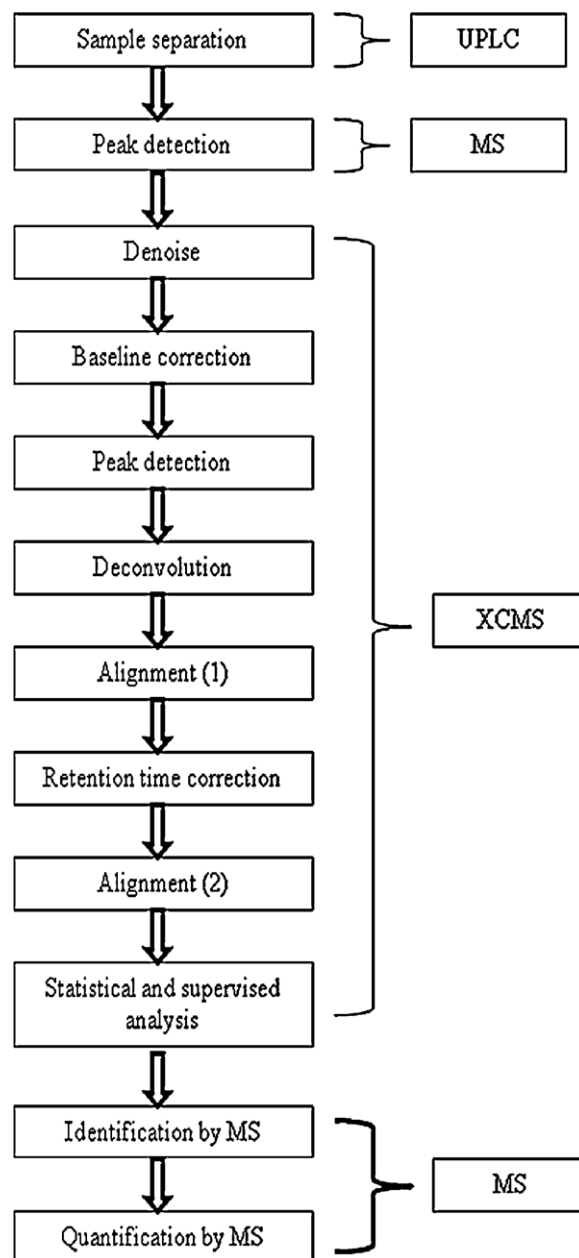 Sample separation
UPLC
Peak detection
MS
Denoise
Baseline correction
Peak detection
Deconvolution
XCMS
Alignment (1)
Retention time correction
Alignment (2)
Statistical and supervised
analysis
Identification by MS
MS
Quantification by MS